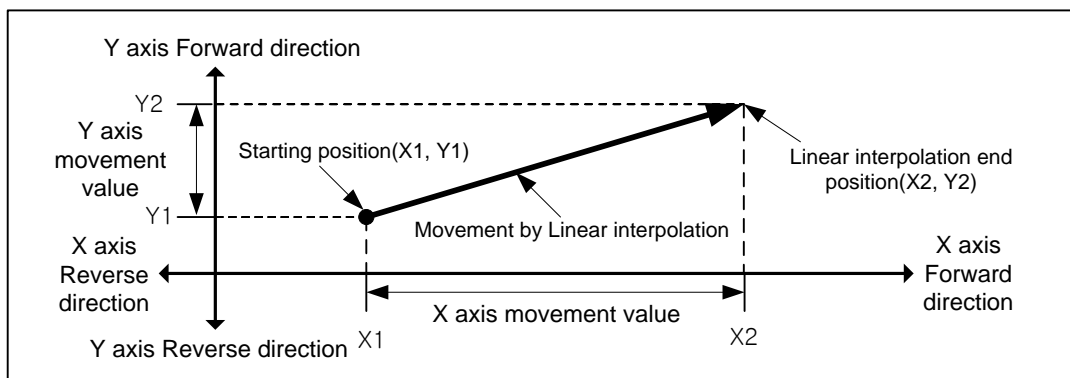 Y axis Forward direction
Y2
Y axis
movement
value
Starting position(X1, Y1)
Linear interpolation end
position(X2, Y2)
Y1
Movement by Linear interpolation
X axis
Reverse
direction
X axis
Forward
direction
X axis movement value
Y axis Reverse direction
X1
X2